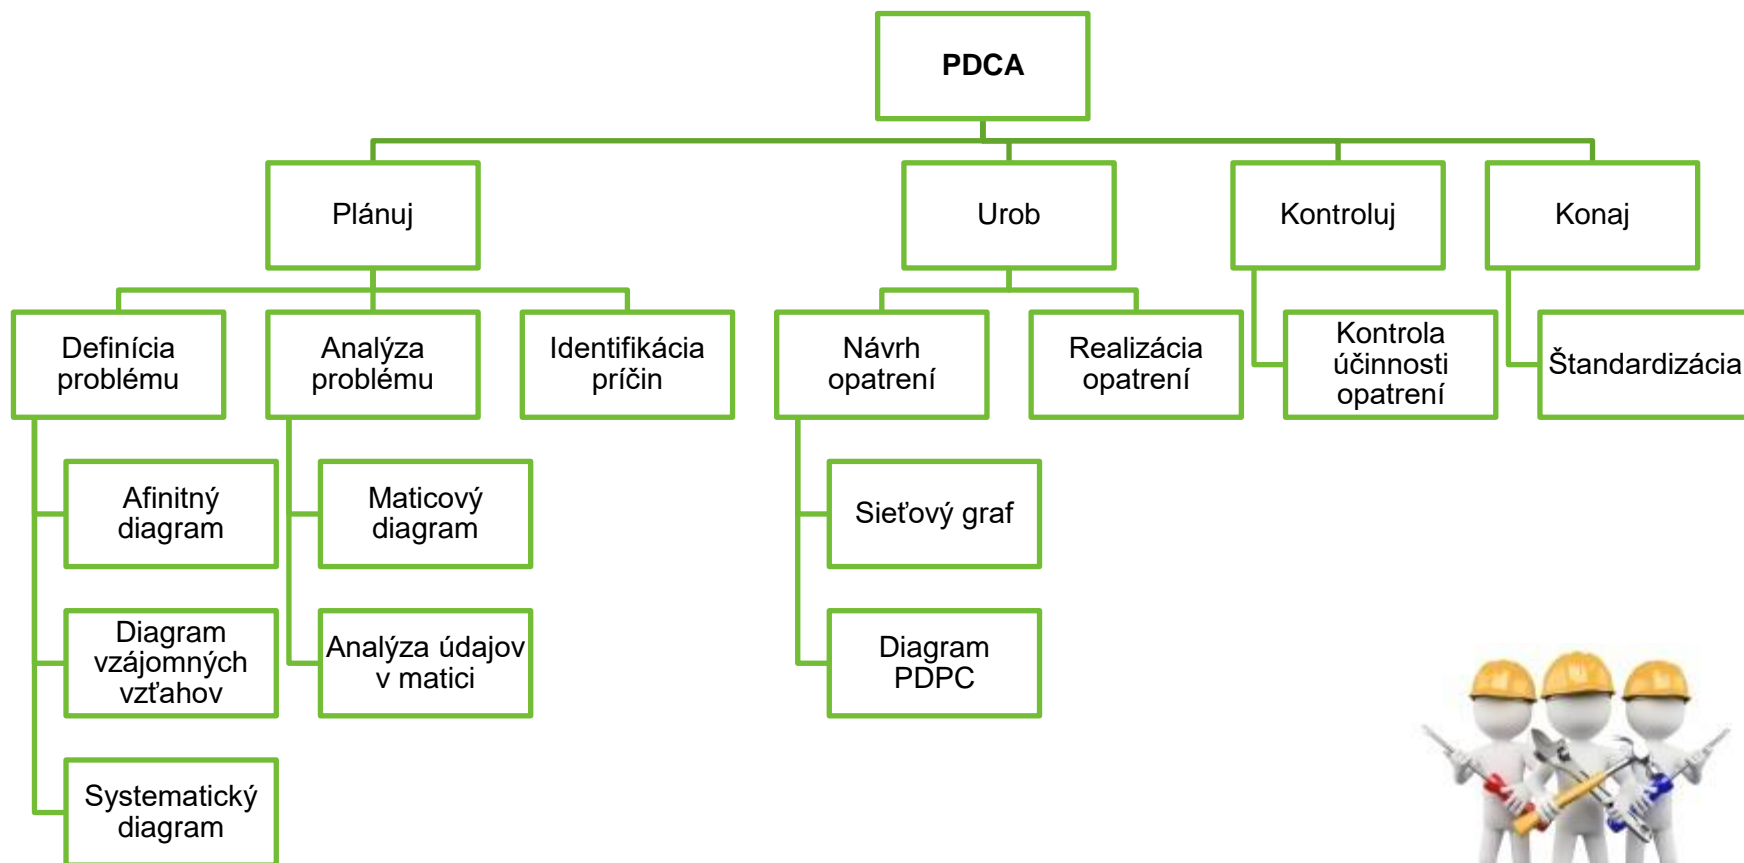 PDCA
Plánuj
Urob
Kontroluj
Konaj
Definícia
problému
Analýza
problému
Identifikácia
príčin
Návrh
opatrení
Realizácia
opatrení
Kontrola
účinnosti
opatrení
Štandardizácia
Afinitný
diagram
Maticový
diagram
Sieťový graf
Diagram
vzájomných
vzťahov
Analýza údajov
v matici
Diagram
PDPC
Systematický
diagram